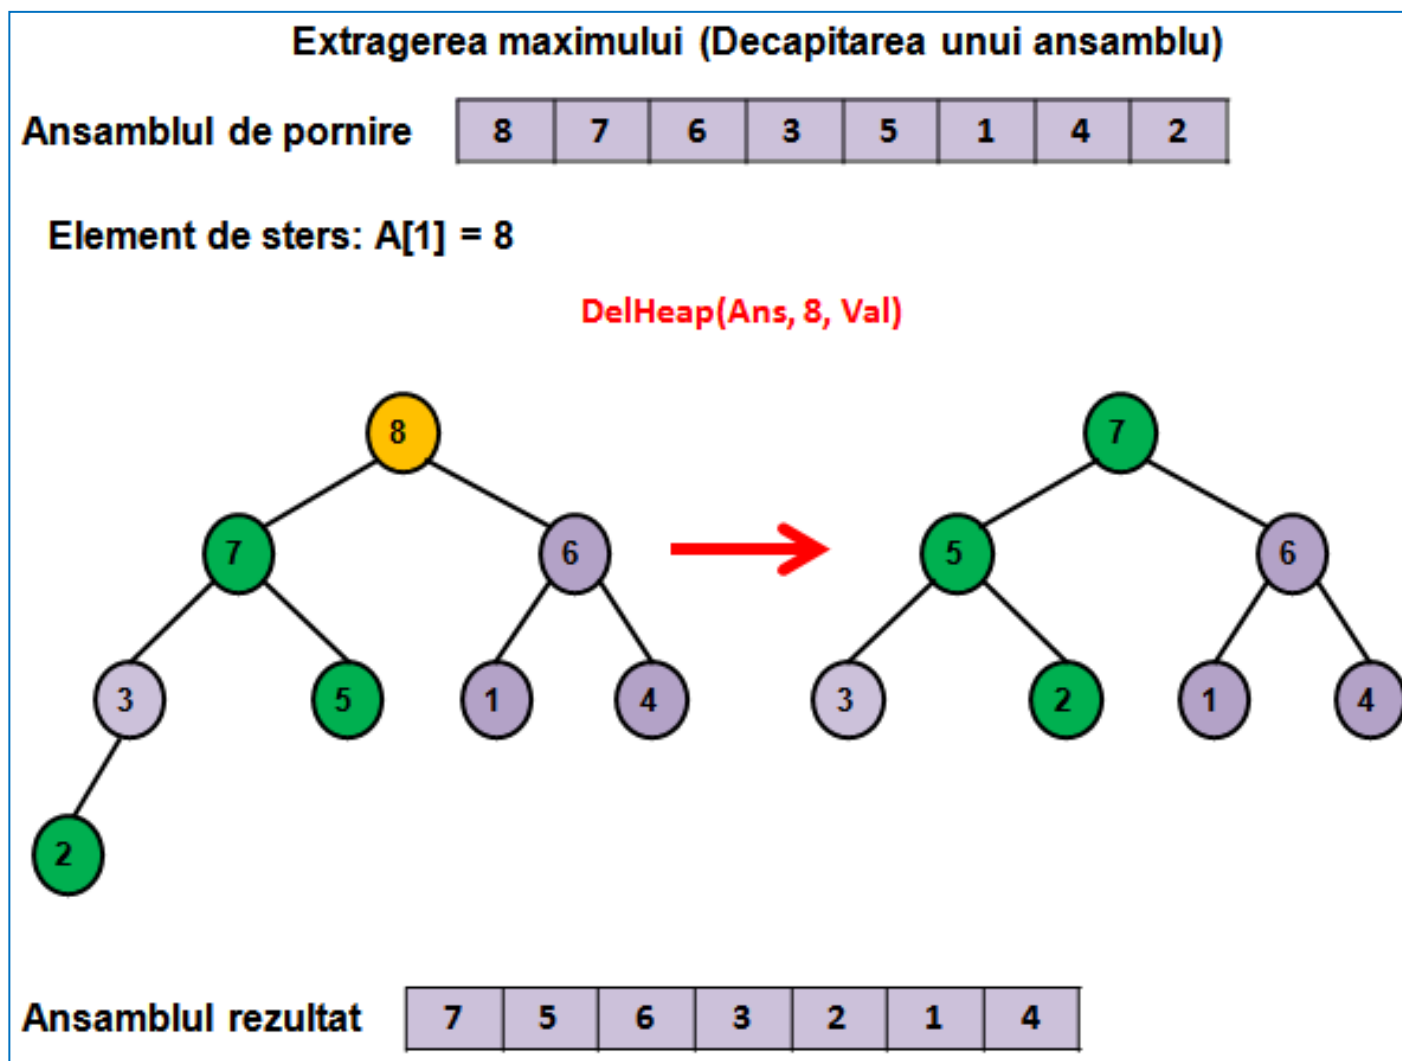 Extragerea maximului (Decapitarea unui ansamblu)
Ansamblul de pornire 8 7 6 3 5 1 4 2
Element de sters: A[1] = 8
DelHeap(Ans, 8, Val)
8 7
7 6 5 6
3 5 1 4 3 2 1 4
2
Ansamblul rezultat 7 5 6 3 2 1 4